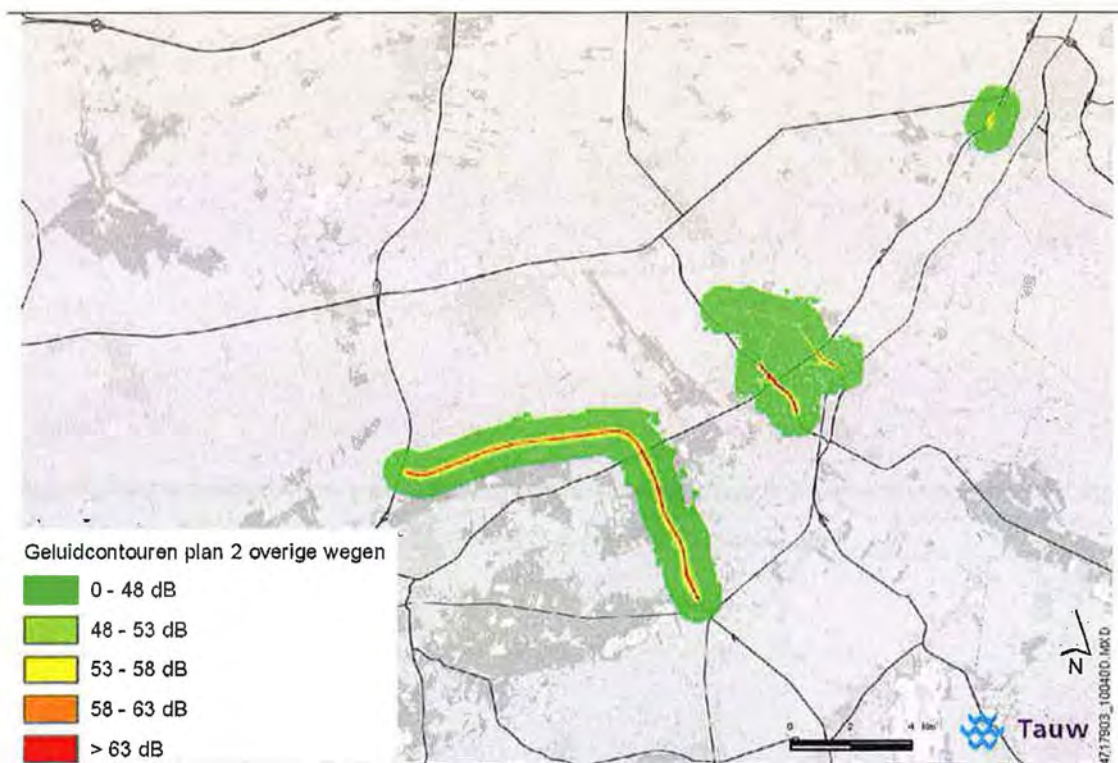 Geluidcontouren plan 2 overige wegen
0 - 48 dB
48 - 53 dB
53 - 58 dB
58 - 63 dB
> 63 dB
0 2 4 Km
N
Tauw
4717903_100400.MXD